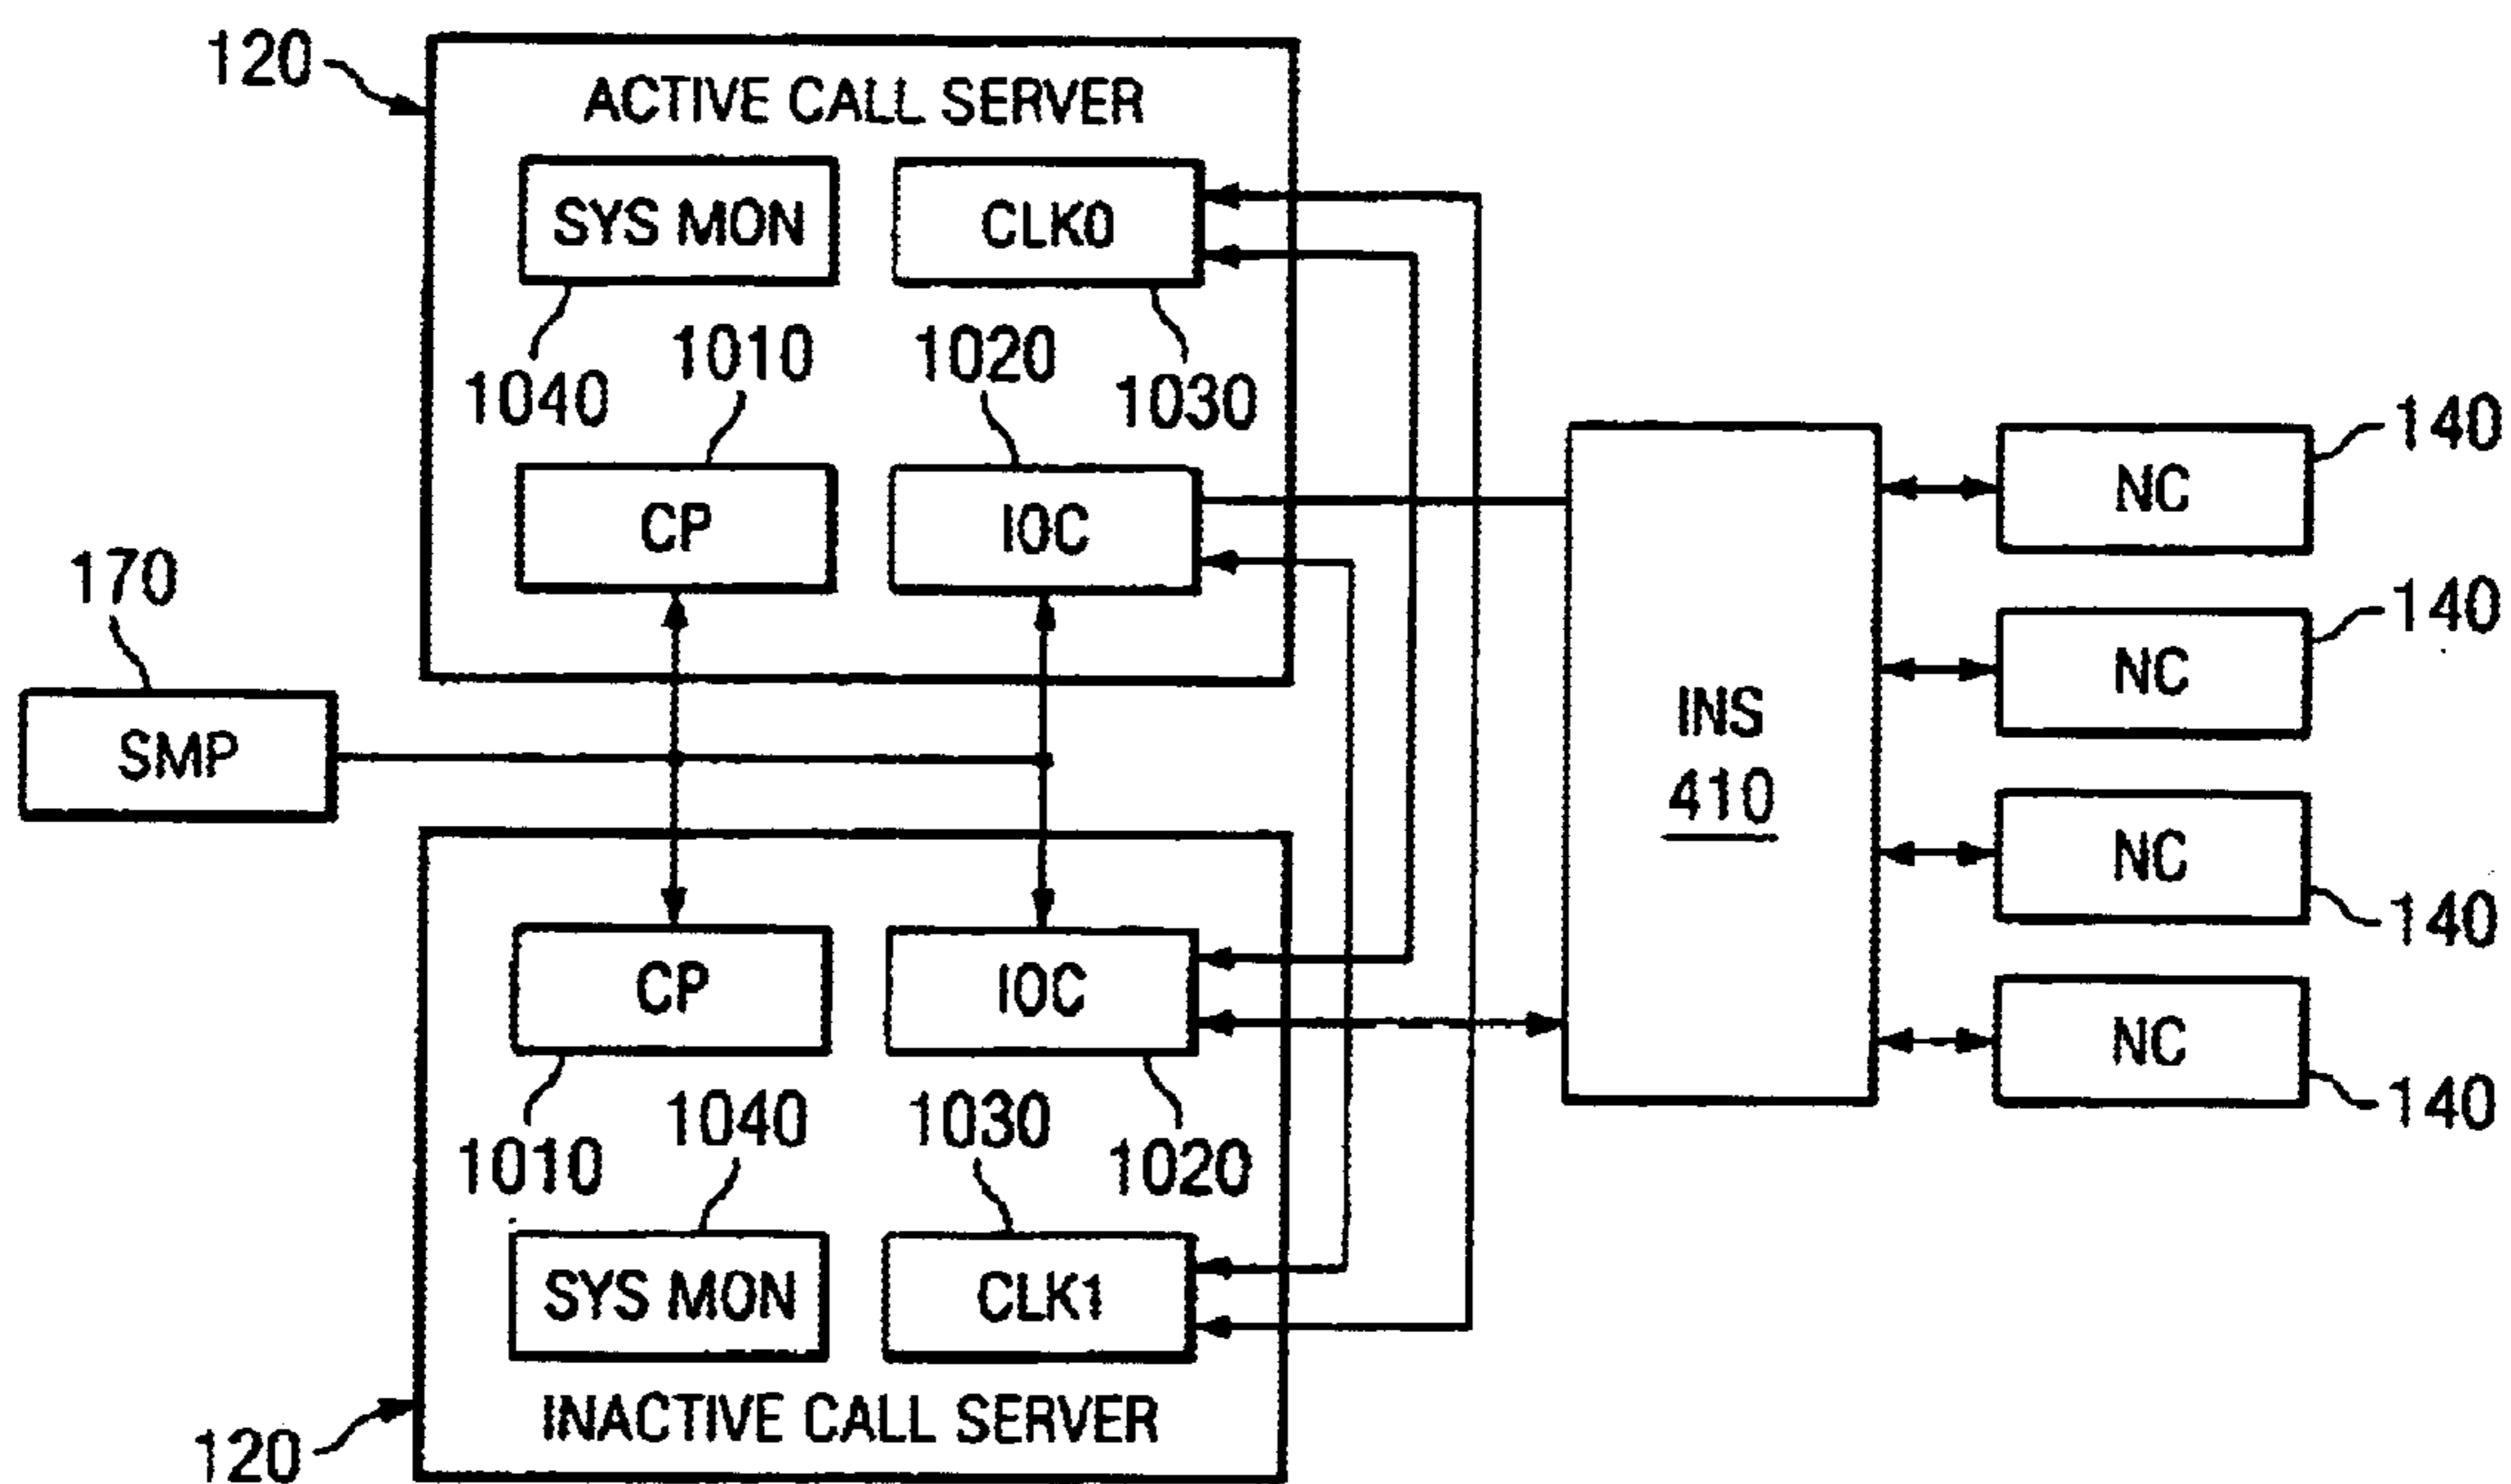 120
ACTIVE CALL SERVER
SYS MON
CLK0
1040
1010
1020
1030
CP
IOC
170
SMP
INS
410
NC
140
NC
140
NC
140
NC
140
CP
IOC
1010
1040
1030
1020
SYS MON
CLK1
INACTIVE CALL SERVER
120